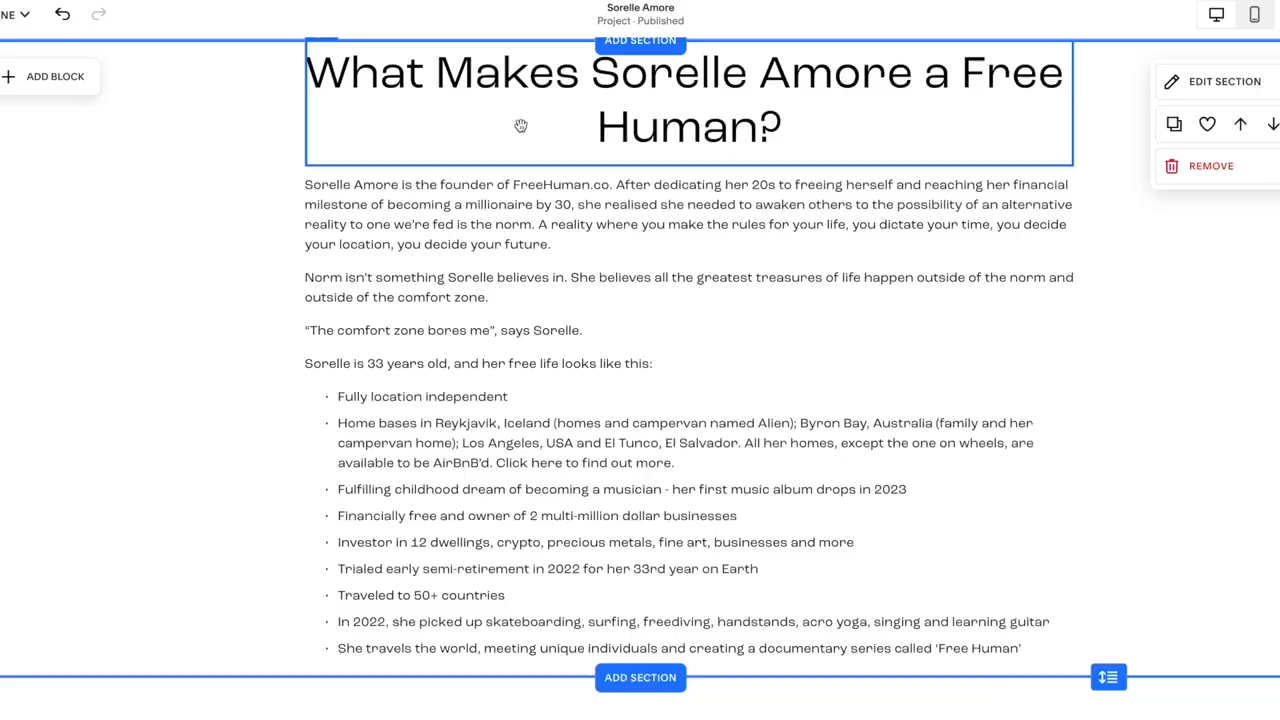 NE
Sorelle Amore
Project · Published
ADD SECTION
ADD BLOCK
EDIT SECTION
REMOVE
What Makes Sorelle Amore a Free
Human?
Sorelle Amore is the founder of FreeHuman.co. After dedicating her 20s to freeing herself and reaching her financial
milestone of becoming a millionaire by 30, she realised she needed to awaken others to the possibility of an alternative
reality to one we’re fed is the norm. A reality where you make the rules for your life, you dictate your time, you decide
your location, you decide your future.
Norm isn’t something Sorelle believes in. She believes all the greatest treasures of life happen outside of the norm and
outside of the comfort zone.
“The comfort zone bores me”, says Sorelle.
Sorelle is 33 years old, and her free life looks like this:
· Fully location independent
· Home bases in Reykjavik, Iceland (homes and campervan named Alien); Byron Bay, Australia (family and her
campervan home); Los Angeles, USA and El Tunco, El Salvador. All her homes, except the one on wheels, are
available to be AirBnB’d. Click here to find out more.
· Fulfilling childhood dream of becoming a musician - her first music album drops in 2023
· Financially free and owner of 2 multi-million dollar businesses
· Investor in 12 dwellings, crypto, precious metals, fine art, businesses and more
· Trialed early semi-retirement in 2022 for her 33rd year on Earth
· Traveled to 50+ countries
· In 2022, she picked up skateboarding, surfing, freediving, handstands, acro yoga, singing and learning guitar
· She travels the world, meeting unique individuals and creating a documentary series called ‘Free Human’
ADD SECTION